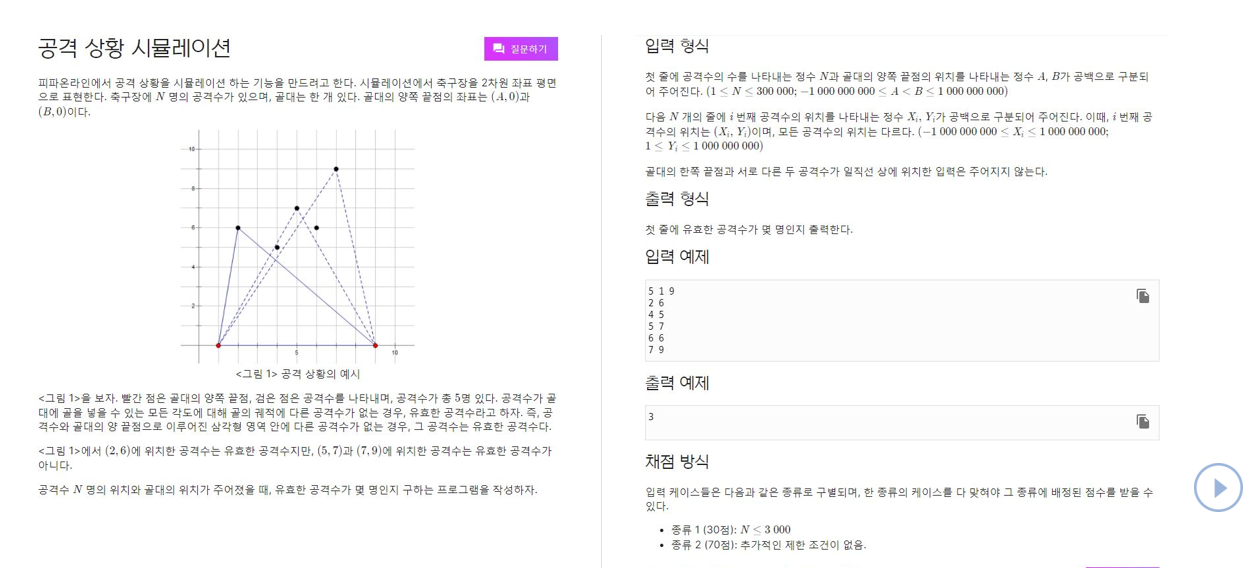 공격 상황 시뮬레이션
질문하기
피파온라인에서 공격 상황을 시뮬레이션 하는 기능을 만드려고 한다. 시뮬레이션에서 축구장을 2차원 좌표 평면
으로 표현한다. 축구장에 N 명의 공격수가 있으며, 골대는 한 개 있다. 골대의 양쪽 끝점의 좌표는 (A, 0)과
(B, 0)이다.
10
8
6
4
2
5
10
<그림 1> 공격 상황의 예시
<그림 1>을 보자. 빨간 점은 골대의 양쪽 끝점, 검은 점은 공격수를 나타내며, 공격수가 총 5명 있다. 공격수가 골
대에 골을 넣을 수 있는 모든 각도에 대해 골의 궤적에 다른 공격수가 없는 경우, 유효한 공격수라고 하자. 즉, 공
격수와 골대의 양 끝점으로 이루어진 삼각형 영역 안에 다른 공격수가 없는 경우, 그 공격수는 유효한 공격수다.
<그림 1>에서 (2, 6)에 위치한 공격수는 유효한 공격수지만, (5, 7)과 (7, 9)에 위치한 공격수는 유효한 공격수가
아니다.
공격수 N 명의 위치와 골대의 위치가 주어졌을 때, 유효한 공격수가 몇 명인지 구하는 프로그램을 작성하자.
입력 형식
첫 줄에 공격수의 수를 나타내는 정수 N과 골대의 양쪽 끝점의 위치를 나타내는 정수 A, B가 공백으로 구분되
어 주어진다. (1 ≤ N ≤ 300 000; −1 000 000 000 ≤ A < B ≤ 1 000 000 000)
다음 N 개의 줄에 i 번째 공격수의 위치를 나타내는 정수 Xi, Yi가 공백으로 구분되어 주어진다. 이때, i 번째 공
격수의 위치는 (Xi, Yi)이며, 모든 공격수의 위치는 다르다. (−1 000 000 000 ≤ Xi ≤ 1 000 000 000;
1 ≤ Yi ≤ 1 000 000 000)
골대의 한쪽 끝점과 서로 다른 두 공격수가 일직선 상에 위치한 입력은 주어지지 않는다.
출력 형식
첫 줄에 유효한 공격수가 몇 명인지 출력한다.
입력 예제
5 1 9
2 6
4 5
5 7
6 6
7 9
출력 예제
3
채점 방식
입력 케이스들은 다음과 같은 종류로 구별되며, 한 종류의 케이스를 다 맞혀야 그 종류에 배정된 점수를 받을 수
있다.
• 종류 1 (30점): N ≤ 3 000
• 종류 2 (70점): 추가적인 제한 조건이 없음.